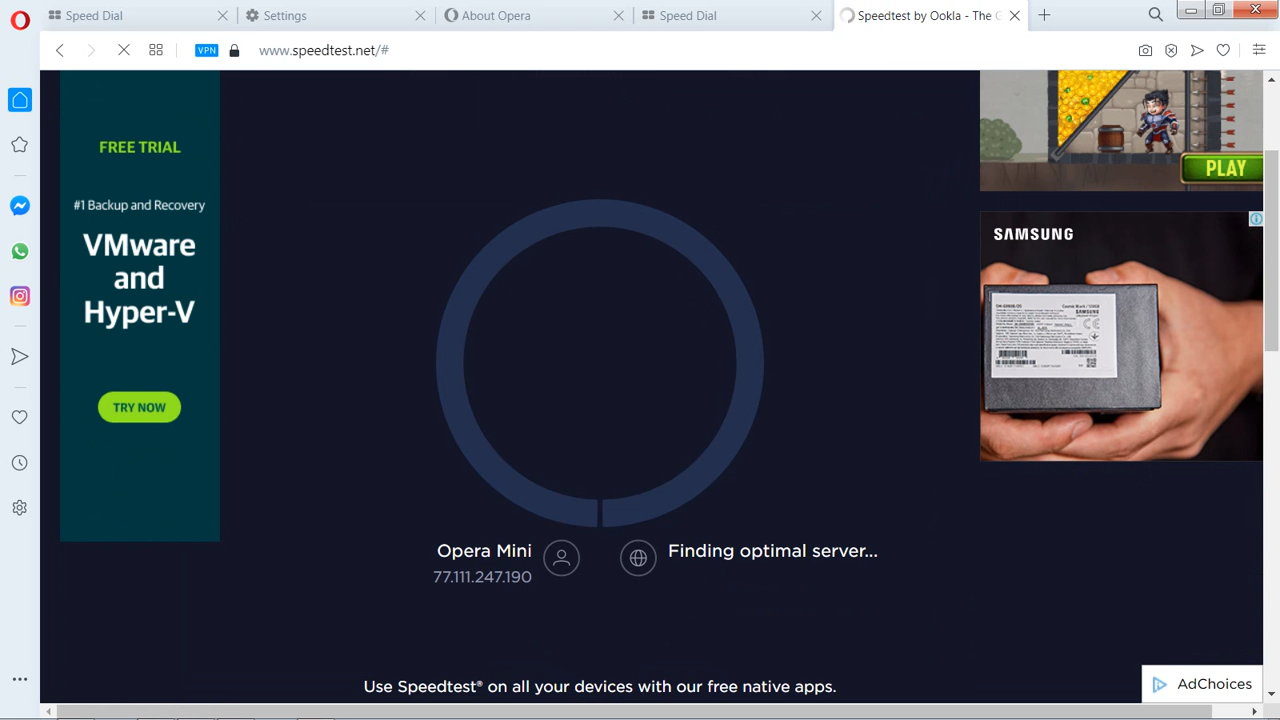 Speed Dial
Settings
About Opera
Speed Dial
Speedtest by Ookla - The G
VPN
www.speedtest.net/#
FREE TRIAL
#1 Backup and Recovery
VMware
and
Hyper-V
TRY NOW
PLAY
SAMSUNG
SAMSUNG
Opera Mini
77.111.247.190
Finding optimal server...
Use Speedtest® on all your devices with our free native apps.
AdChoices